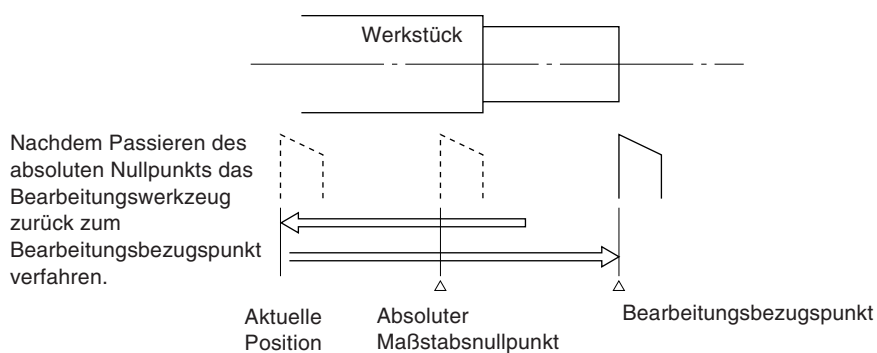 Werkstück
Nachdem Passieren des
absoluten Nullpunkts das
Bearbeitungswerkzeug
zurück zum
Bearbeitungsbezugspunkt
verfahren.
Aktuelle
Position
Absoluter
Maßstabsnullpunkt
Bearbeitungsbezugspunkt